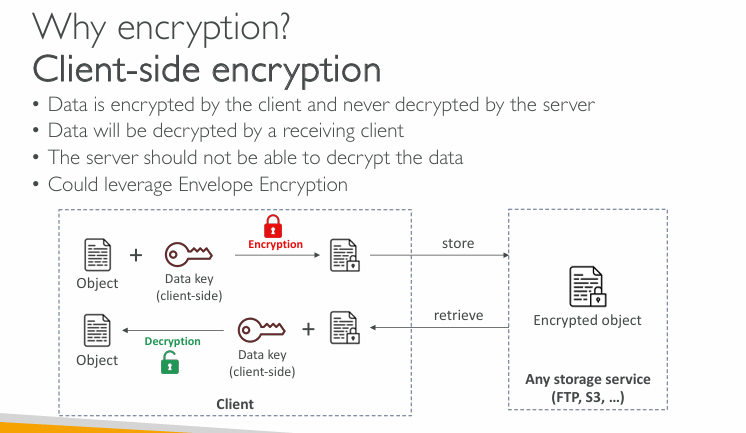 Why encryption?
Client-side encryption
• Data is encrypted by the client and never decrypted by the server
• Data will be decrypted by a receiving client
• The server should not be able to decrypt the data
• Could leverage Envelope Encryption
Object
+
Data key
(client-side)
Encryption
store
Encrypted object
Any storage service
(FTP, S3, …)
retrieve
Object
Decryption
Data key
(client-side)
+
Client